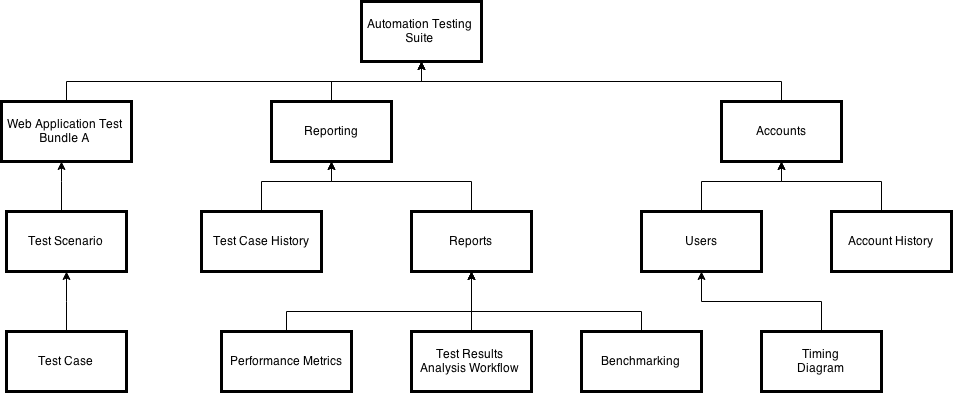 Automation Testing
Suite
Web Application Test
Bundle A
Reporting
Accounts
Test Scenario
Test Case History
Reports
Users
Account History
Test Case
Performance Metrics
Test Results
Analysis Workflow
Benchmarking
Timing
Diagram